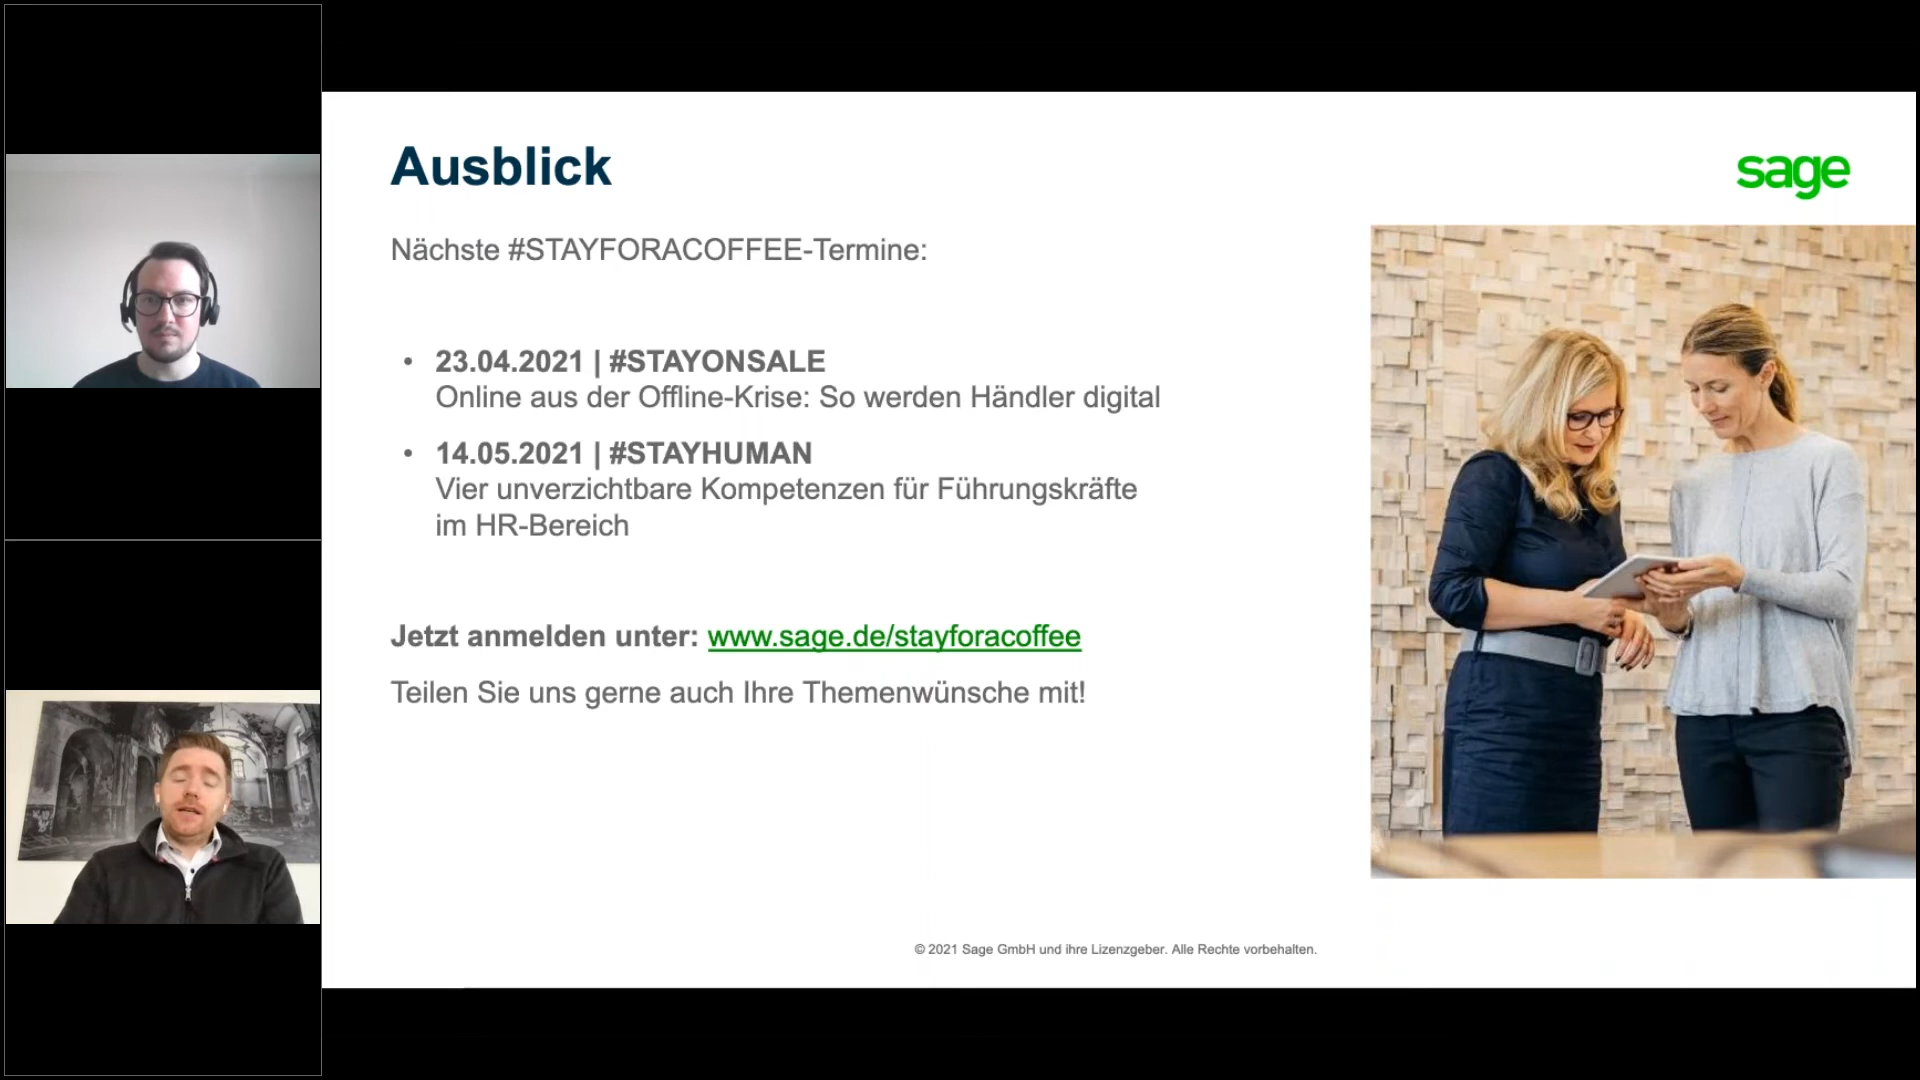 Ausblick
sage
Nächste #STAYFORACOFFEE-Termine:
• 23.04.2021 | #STAYONSALE
Online aus der Offline-Krise: So werden Händler digital
• 14.05.2021 | #STAYHUMAN
Vier unverzichtbare Kompetenzen für Führungskräfte
im HR-Bereich
Jetzt anmelden unter: www.sage.de/stayforacoffee
Teilen Sie uns gerne auch Ihre Themenwünsche mit!
© 2021 Sage GmbH und ihre Lizenzgeber. Alle Rechte vorbehalten.